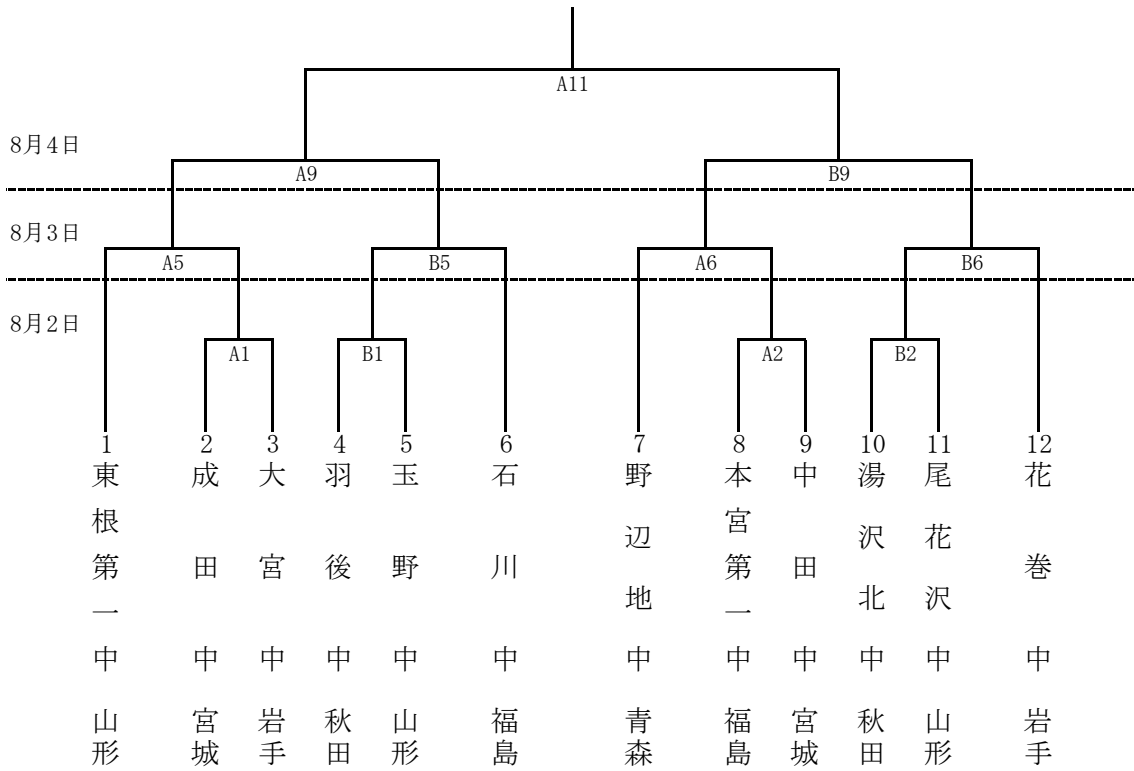 A11
8月4日
A9
B9
8月3日
A5
B5
A6
B6
8月2日
A1
B1
A2
B2
1
東根第一中
山形
2
成田中
宮城
3
大宮中
岩手
4
羽後中
秋田
5
玉野中
山形
6
石川中
福島
7
野辺地中
青森
8
本宮第一中
福島
9
中田中
宮城
10
湯沢北中
秋田
11
尾花沢中
山形
12
花巻中
岩手